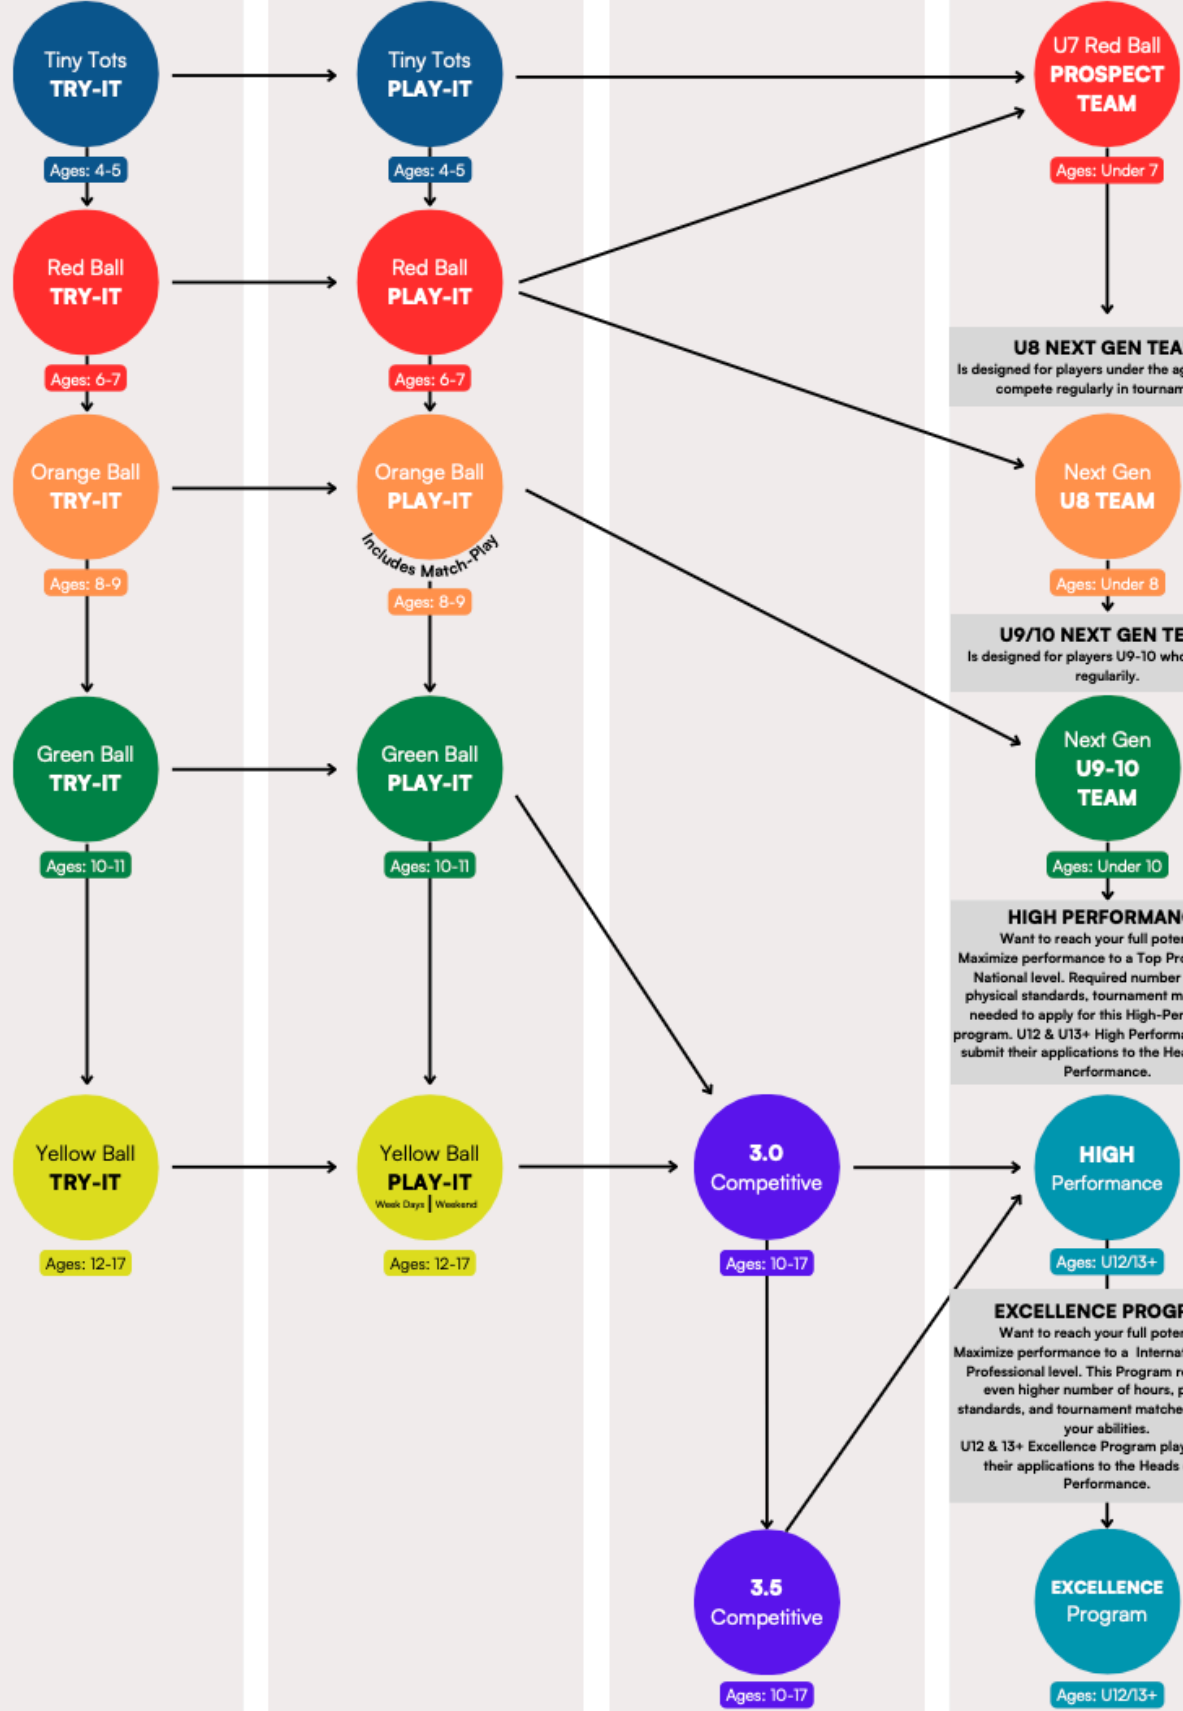 Tiny Tots
TRY-IT
Ages: 4-5
Tiny Tots
PLAY-IT
Ages: 4-5
U7 Red Ball
PROSPECT
TEAM
Ages: Under 7
Red Ball
TRY-IT
Ages: 6-7
Red Ball
PLAY-IT
Ages: 6-7
U8 NEXT GEN TEA
Is designed for players under the ag
compete regularly in tournam
Orange Ball
TRY-IT
Ages: 8-9
Orange Ball
PLAY-IT
Includes Match-Play
Ages: 8-9
Next Gen
U8 TEAM
Ages: Under 8
U9/10 NEXT GEN TE
Is designed for players U9-10 who
regularily.
Green Ball
TRY-IT
Ages: 10-11
Green Ball
PLAY-IT
Ages: 10-11
Next Gen
U9-10
TEAM
Ages: Under 10
HIGH PERFORMAN
Want to reach your full poten
Maximize performance to a Top Pro
National level. Required number
physical standards, tournament m
needed to apply for this High-Per
program. U12 & U13+ High Performa
submit their applications to the Hea
Performance.
Yellow Ball
TRY-IT
Ages: 12-17
Yellow Ball
PLAY-IT
Week Days | Weekend
Ages: 12-17
3.0
Competitive
Ages: 10-17
HIGH
Performance
Ages: U12/13+
EXCELLENCE PROGR
Want to reach your full poten
Maximize performance to a Internat
Professional level. This Program re
even higher number of hours, p
standards, and tournament matche
your abilities.
U12 & 13+ Excellence Program play
their applications to the Heads
Performance.
3.5
Competitive
Ages: 10-17
EXCELLENCE
Program
Ages: U12/13+